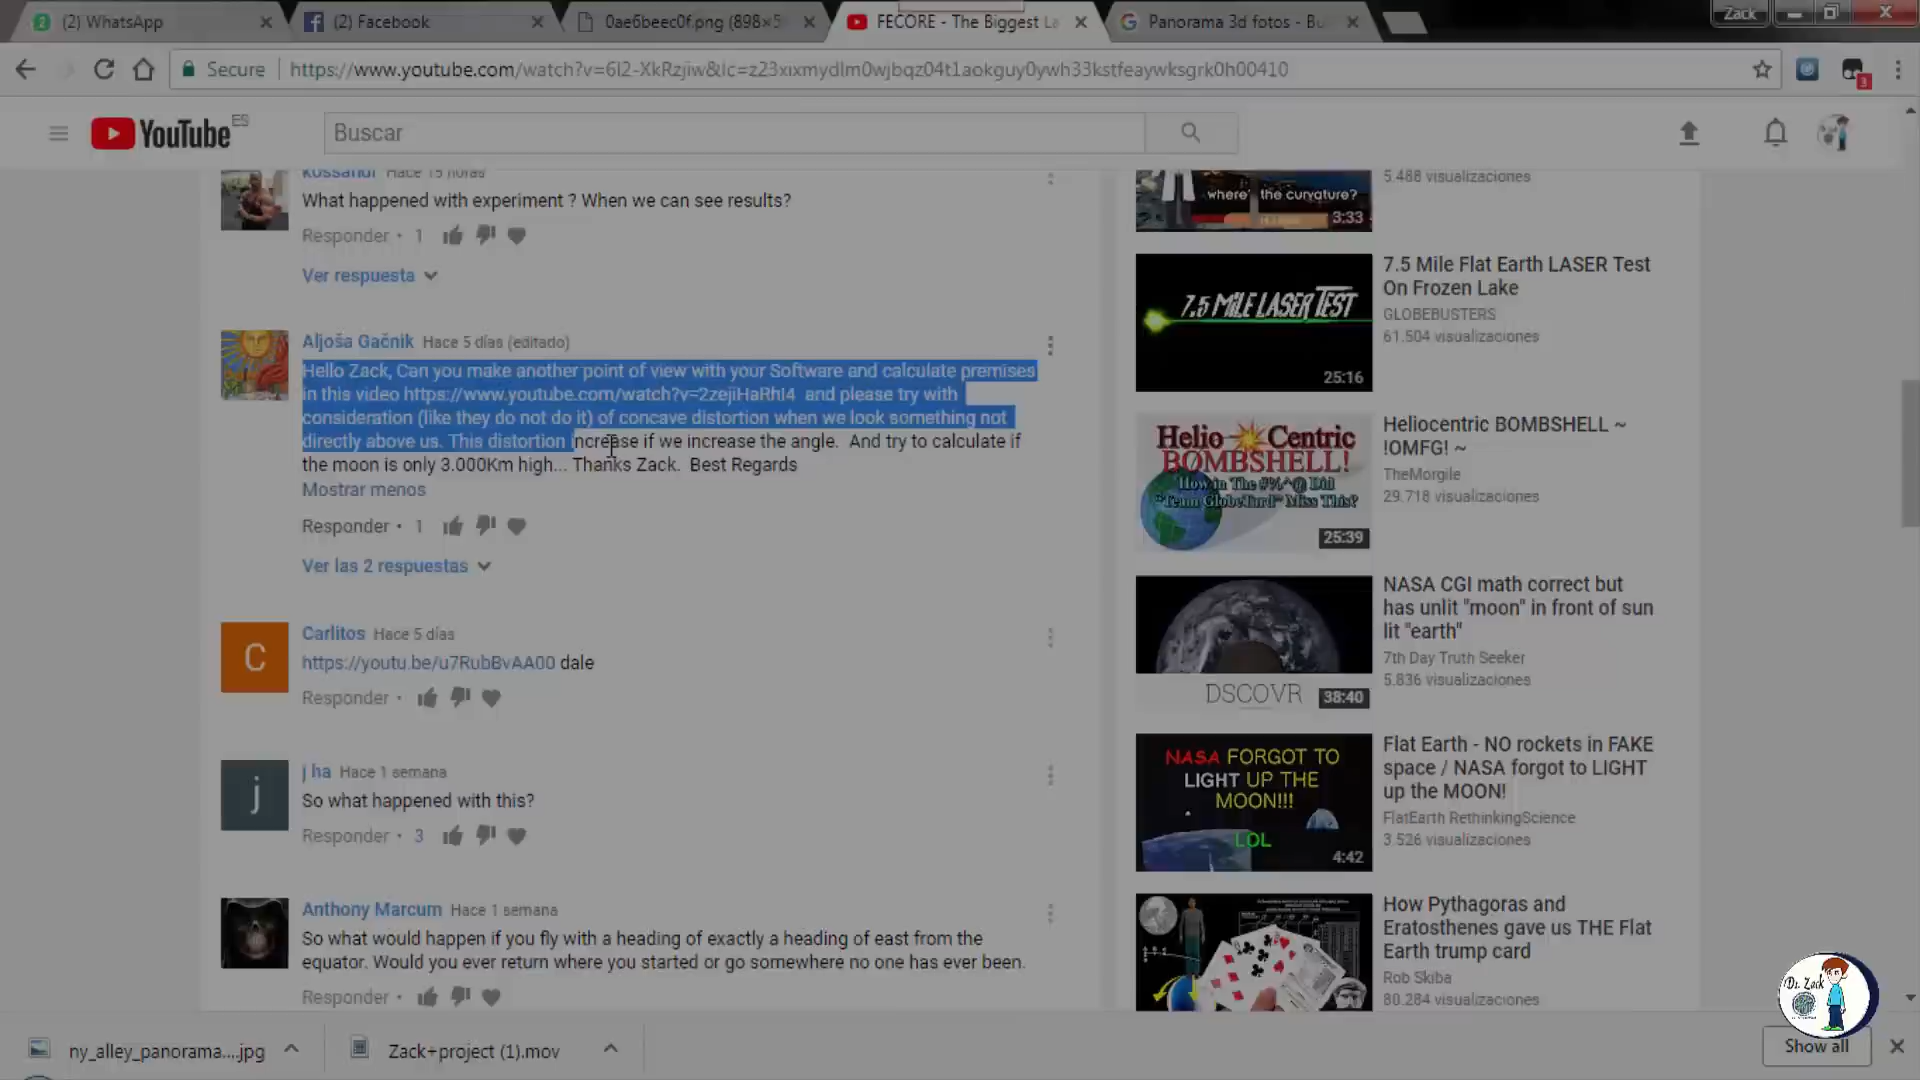 (2) WhatsApp
(2) Facebook
0ae6beec0f.png (898×5
FECORE - The Biggest La
Panorama 3d fotos - Bu
Zack
Secure
https://www.youtube.com/watch?v=6l2-XkRzjiw&lc=z23xixmydlm0wjbqz04t1aokguy0ywh33kstfeaywksgrk0h00410
3
YouTube ES
Buscar
kossandr Hace 15 horas
What happened with experiment ? When we can see results?
Responder • 1
Ver respuesta
Aljoša Gačnik Hace 5 días (editado)
Hello Zack, Can you make another point of view with your Software and calculate premises
in this video https://www.youtube.com/watch?v=2zejiHaRhI4 and please try with
consideration (like they do not do it) of concave distortion when we look something not
directly above us. This distortion increase if we increase the angle. And try to calculate if
the moon is only 3.000Km high... Thanks Zack. Best Regards
Mostrar menos
Responder • 1
Ver las 2 respuestas
C
Carlitos Hace 5 días
https://youtu.be/u7RubBvAA00 dale
Responder •
j
j ha Hace 1 semana
So what happened with this?
Responder • 3
Anthony Marcum Hace 1 semana
So what would happen if you fly with a heading of exactly a heading of east from the
equator. Would you ever return where you started or go somewhere no one has ever been.
Responder •
where' the curvature?
3:33
5.488 visualizaciones
7.5 MILE LASER TEST
25:16
7.5 Mile Flat Earth LASER Test
On Frozen Lake
GLOBEBUSTERS
61.504 visualizaciones
Helio Centric
BOMBSHELL!
How in The #%^@ Did
"Team GlobeTard" Miss This?
25:39
Heliocentric BOMBSHELL ~
!OMFG! ~
TheMorgile
29.718 visualizaciones
DSCOVR
38:40
NASA CGI math correct but
has unlit "moon" in front of sun
lit "earth"
7th Day Truth Seeker
5.836 visualizaciones
NASA FORGOT TO
LIGHT UP THE
MOON!!!
LOL
4:42
Flat Earth - NO rockets in FAKE
space / NASA forgot to LIGHT
up the MOON!
FlatEarth RethinkingScience
3.526 visualizaciones
How Pythagoras and
Eratosthenes gave us THE Flat
Earth trump card
Rob Skiba
80.284 visualizaciones
Dr. Zack
ny_alley_panorama....jpg
Zack+project (1).mov
Show all